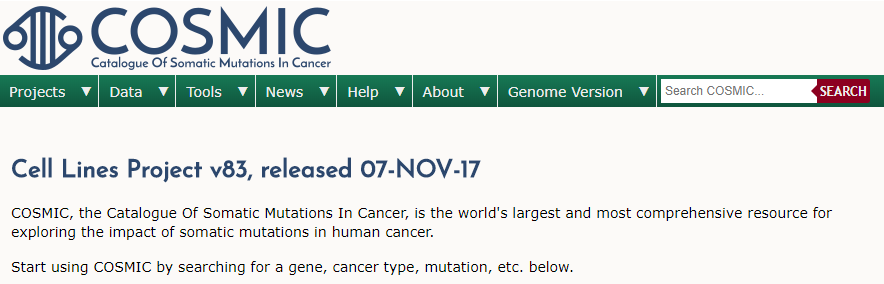 COSMIC
Catalogue Of Somatic Mutations In Cancer
Projects ▼ Data ▼ Tools ▼ News ▼ Help ▼ About ▼ Genome Version ▼ Search COSMIC... SEARCH
Cell Lines Project v83, released 07-NOV-17
COSMIC, the Catalogue Of Somatic Mutations In Cancer, is the world's largest and most comprehensive resource for
exploring the impact of somatic mutations in human cancer.
Start using COSMIC by searching for a gene, cancer type, mutation, etc. below.